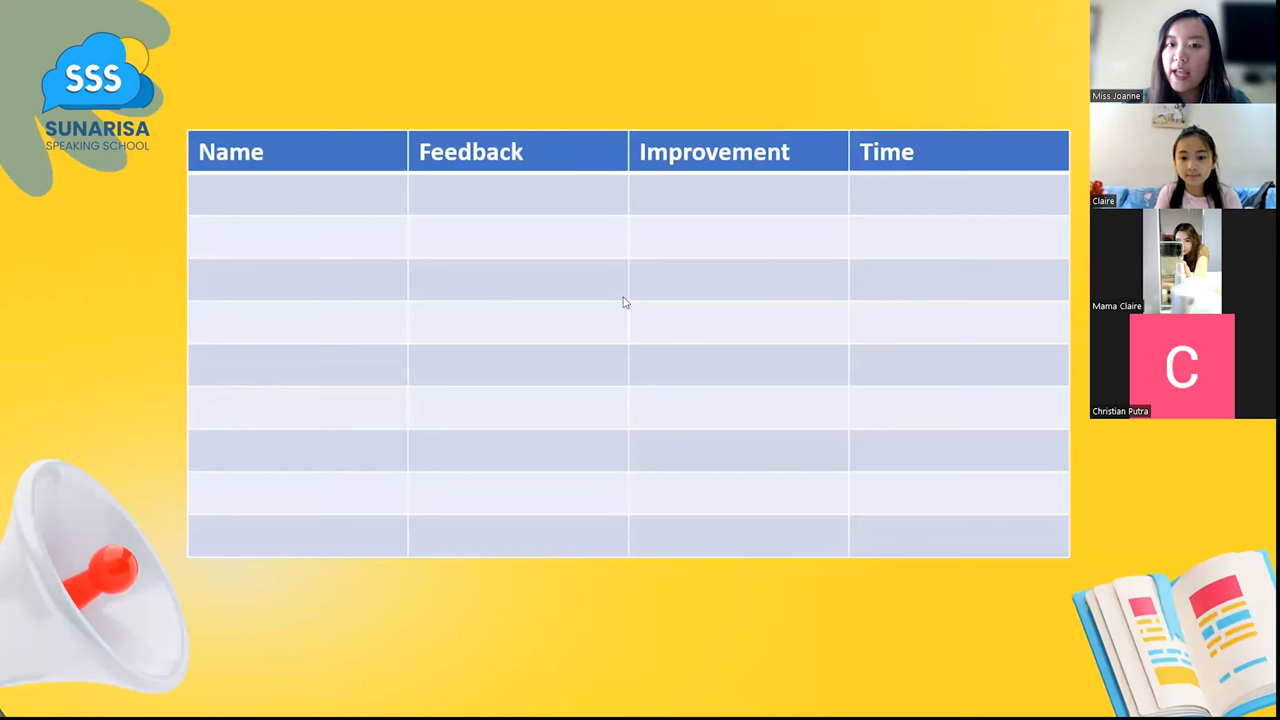 SSS
SUNARISA
SPEAKING SCHOOL
Name Feedback Improvement Time
Miss Joanne
Claire
Mama Claire
C
Christian Putra